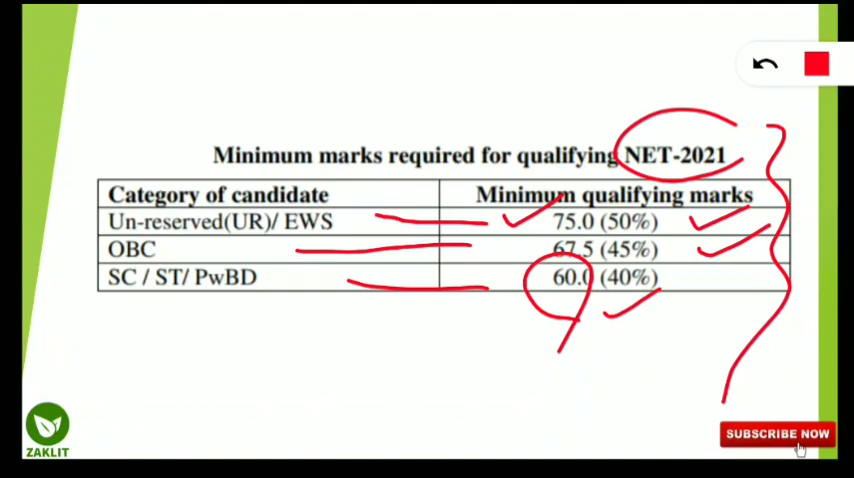 Minimum marks required for qualifying NET-2021
Category of candidate Minimum qualifying marks
Un-reserved(UR)/ EWS 75.0 (50%)
OBC 67.5 (45%)
SC / ST/ PwBD 60.0 (40%)
SUBSCRIBE NOW
ZAKLIT